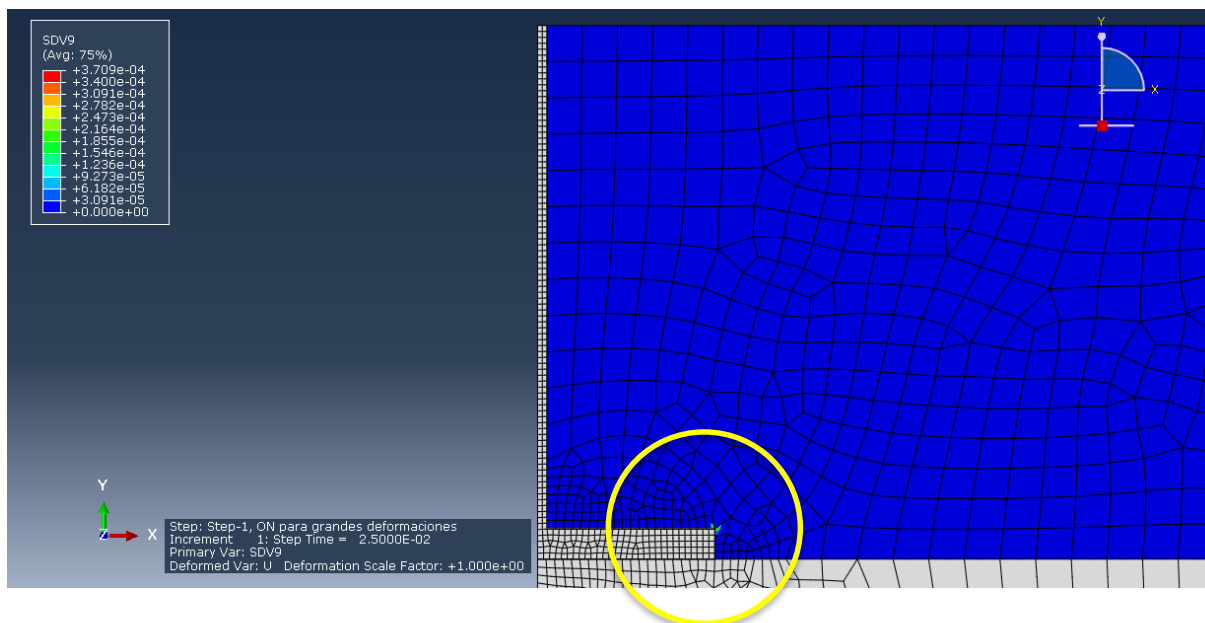 SDV9
(Avg: 75%)
+3.709e-04
+3.400e-04
+3.091e-04
+2.782e-04
+2.473e-04
+2.164e-04
+1.855e-04
+1.546e-04
+1.236e-04
+9.273e-05
+6.182e-05
+3.091e-05
+0.000e+00
Y
Z
X
Y
Z
X
Step: Step-1, ON para grandes deformaciones
Increment 1: Step Time = 2.5000E-02
Primary Var: SDV9
Deformed Var: U Deformation Scale Factor: +1.000e+00